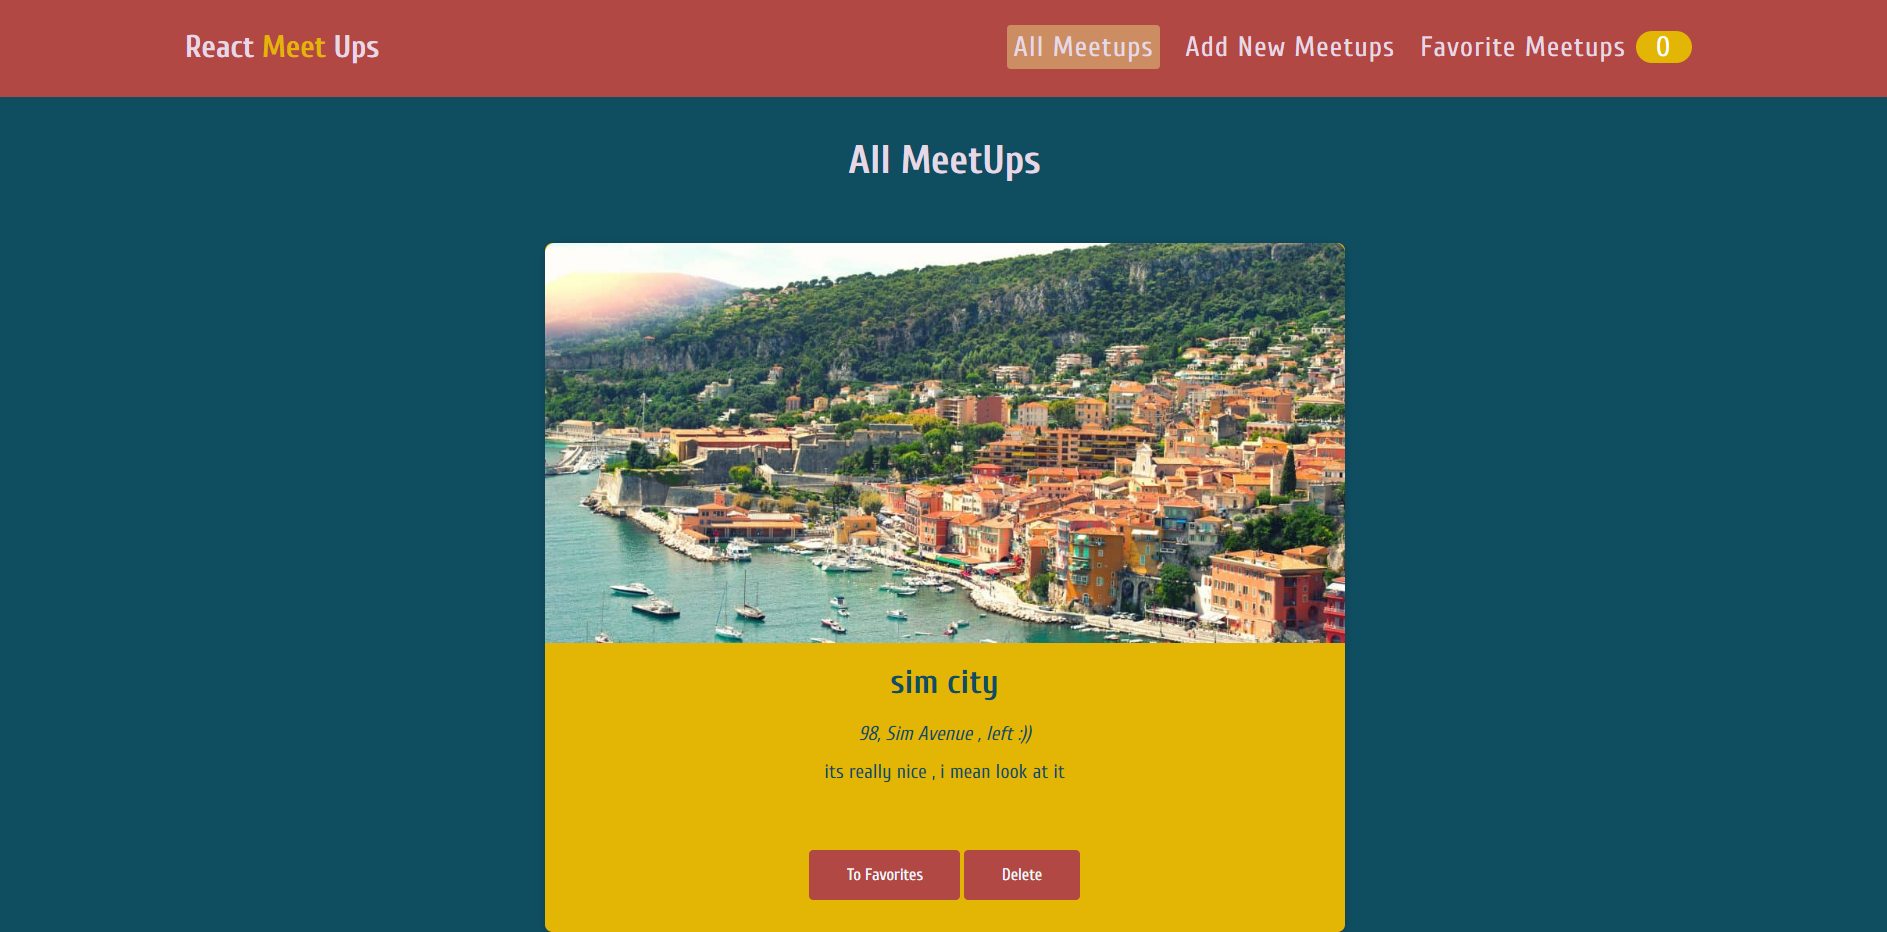 React Meet Ups
All Meetups
Add New Meetups
Favorite Meetups 0
All MeetUps
sim city
98, Sim Avenue , left :))
its really nice , i mean look at it
To Favorites
Delete